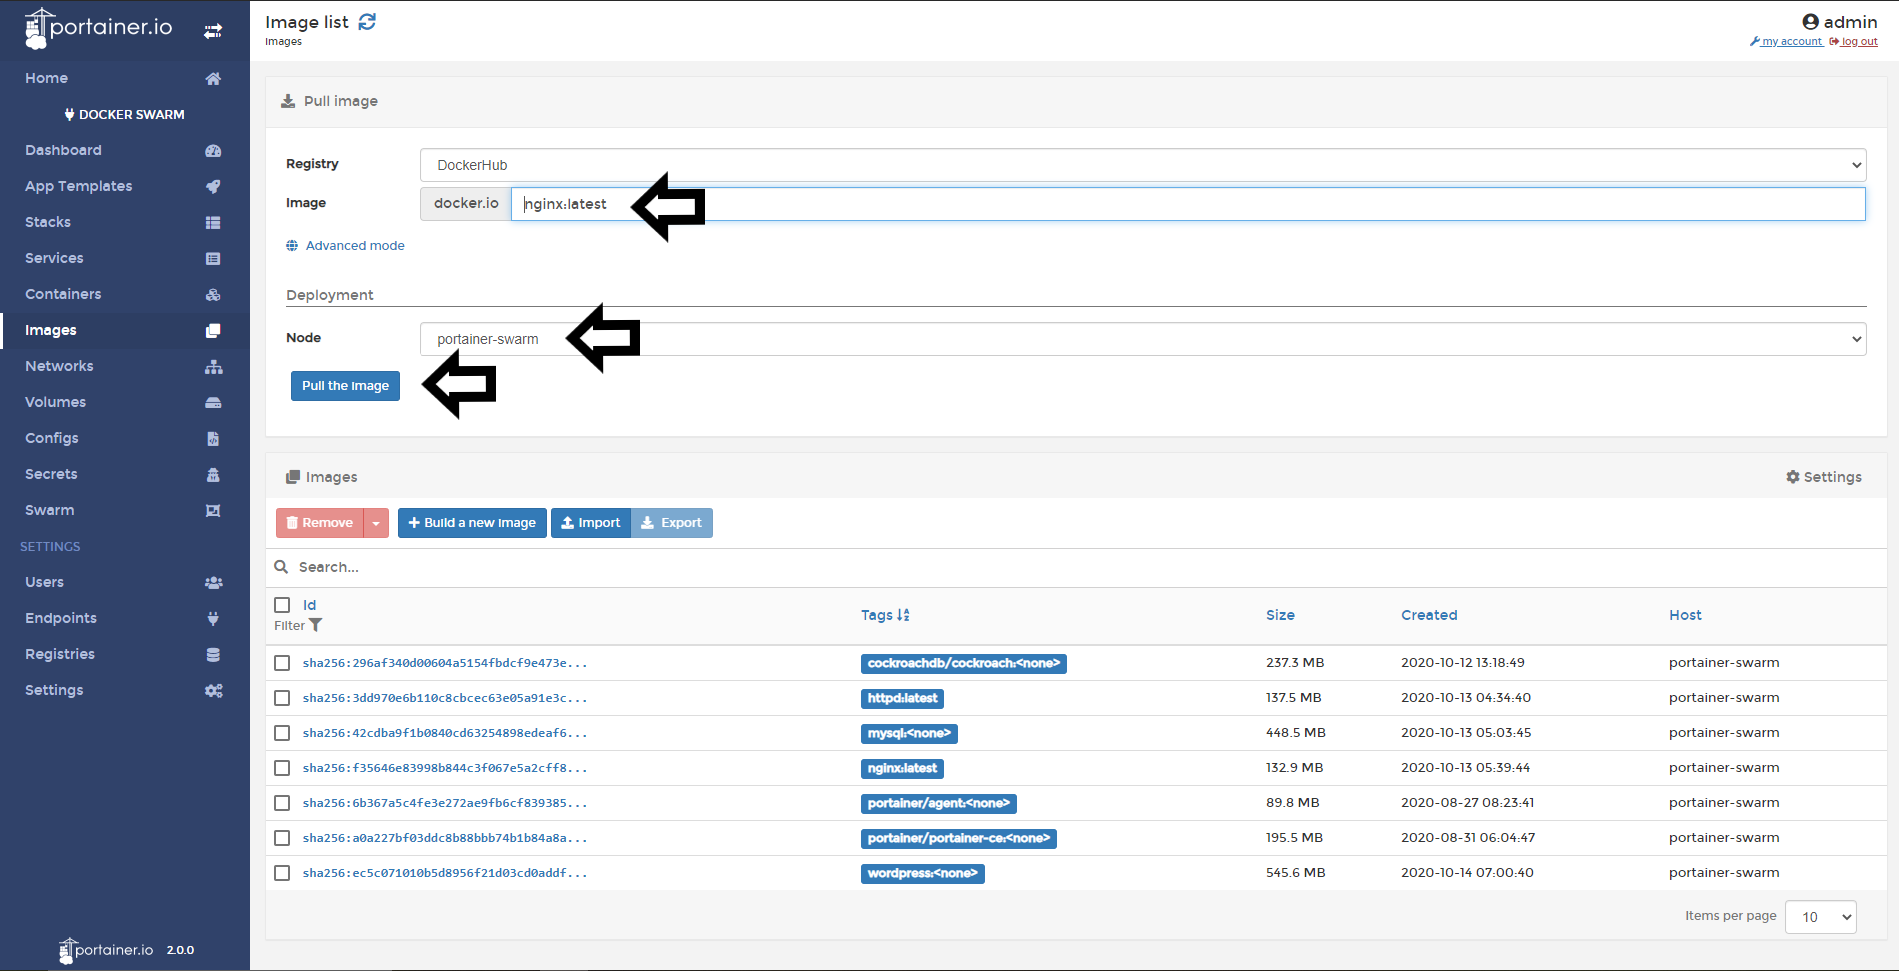 portainer.io
Home
DOCKER SWARM
Dashboard
App Templates
Stacks
Services
Containers
Images
Networks
Volumes
Configs
Secrets
Swarm
SETTINGS
Users
Endpoints
Registries
Settings
portainer.io 2.0.0
Image list
Images
admin
my account log out
Pull image
Registry DockerHub
Image docker.io nginx:latest
Advanced mode
Deployment
Node portainer-swarm
Pull the image
Images Settings
Remove Build a new image Import Export
Search...
Id Tags Size Created Host
Filter
sha256:296af340d00604a5154fbdcf9e473e... cockroachdb/cockroach:<none> 237.3 MB 2020-10-12 13:18:49 portainer-swarm
sha256:3dd970e6b110c8cbcec63e05a91e3c... httpd:latest 137.5 MB 2020-10-13 04:34:40 portainer-swarm
sha256:42cdba9f1b0840cd63254898edeaf6... mysql:<none> 448.5 MB 2020-10-13 05:03:45 portainer-swarm
sha256:f35646e83998b844c3f067e5a2cff8... nginx:latest 132.9 MB 2020-10-13 05:39:44 portainer-swarm
sha256:6b367a5c4fe3e272ae9fb6cf839385... portainer/agent:<none> 89.8 MB 2020-08-27 08:23:41 portainer-swarm
sha256:a0a227bf03ddc8b88bbb74b1b84a8a... portainer/portainer-ce:<none> 195.5 MB 2020-08-31 06:04:47 portainer-swarm
sha256:ec5c071010b5d8956f21d03cd0addf... wordpress:<none> 545.6 MB 2020-10-14 07:00:40 portainer-swarm
Items per page 10